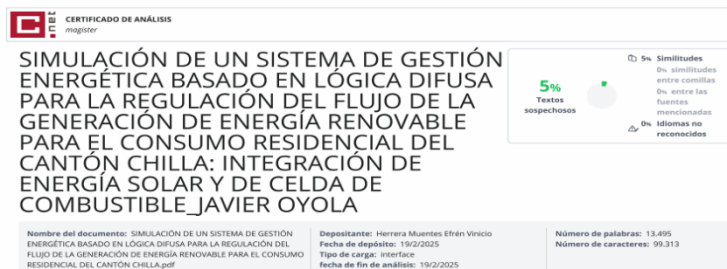 C .net
CERTIFICADO DE ANÁLISIS
magister
SIMULACIÓN DE UN SISTEMA DE GESTIÓN
ENERGÉTICA BASADO EN LÓGICA DIFUSA
PARA LA REGULACIÓN DEL FLUJO DE LA
GENERACIÓN DE ENERGÍA RENOVABLE
PARA EL CONSUMO RESIDENCIAL DEL
CANTÓN CHILLA: INTEGRACIÓN DE
ENERGÍA SOLAR Y DE CELDA DE
COMBUSTIBLE_JAVIER OYOLA
5%
Textos
sospechosos
5% Similitudes
0% similitudes
entre comillas
0% entre las
fuentes
mencionadas
0% Idiomas no
reconocidos
Nombre del documento: SIMULACIÓN DE UN SISTEMA DE GESTIÓN
ENERGÉTICA BASADO EN LÓGICA DIFUSA PARA LA REGULACIÓN DEL
FLUJO DE LA GENERACIÓN DE ENERGÍA RENOVABLE PARA EL CONSUMO
RESIDENCIAL DEL CANTÓN CHILLA.pdf
Depositante: Herrera Muentes Efrén Vinicio
Fecha de depósito: 19/2/2025
Tipo de carga: interface
fecha de fin de análisis: 19/2/2025
Número de palabras: 13.495
Número de caracteres: 99.313